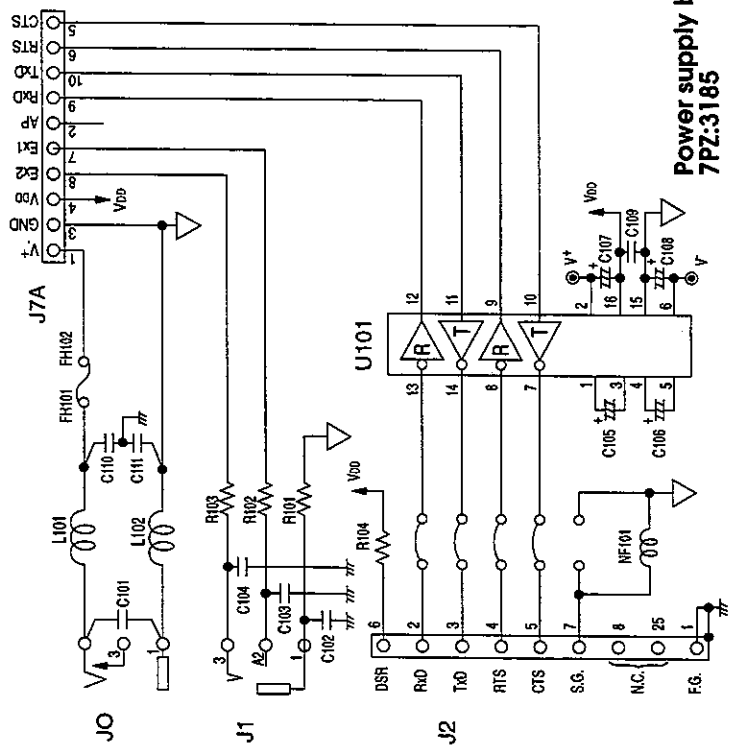 CTS
RTS
TxD
RxD
AP
Ex1
Ex2
VDD
GND
V+
5
6
10
9
2
7
8
4
3
1
J7A
VDD
FH102
FH101
C110
C111
L101
L102
C101
3
1
J0
R103
R102
R101
C104
C103
C102
3
A2
1
J1
VDD
R104
U101
12
11
9
10
R
T
R
T
13
14
8
7
2
16
15
6
V+
+
C107
VDD
C109
+
C108
V-
1
3
4
5
+
C105
+
C106
NF101
6
2
3
4
5
7
8
25
1
DSR
RxD
TxD
RTS
CTS
S.G.
N.C.
F.G.
J2
Power supply
7PZ:3185